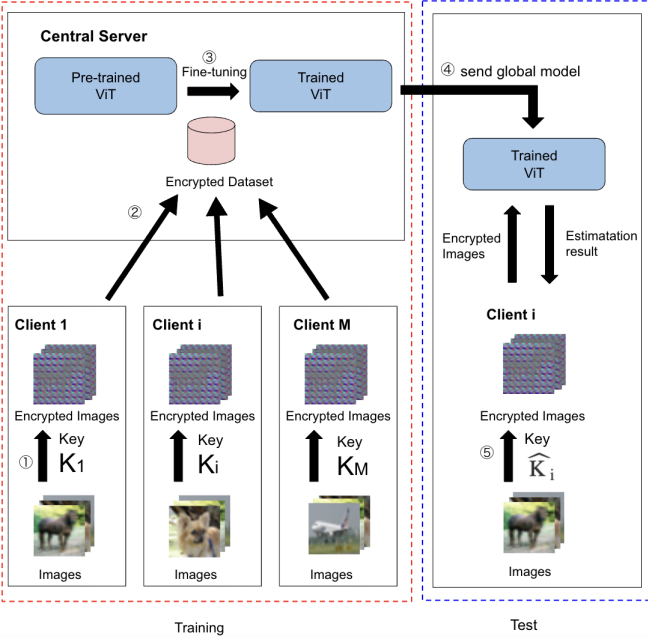 Central Server
Pre-trained
ViT
③
Fine-tuning
Trained
ViT
Encrypted Dataset
②
Client 1
Encrypted Images
①
Key
K1
Images
Client i
Encrypted Images
Key
Ki
Images
Client M
Encrypted Images
Key
KM
Images
Training
④ send global model
Trained
ViT
Encrypted
Images
Estimatation
result
Client i
Encrypted Images
⑤
Key
K̂ i
Images
Test